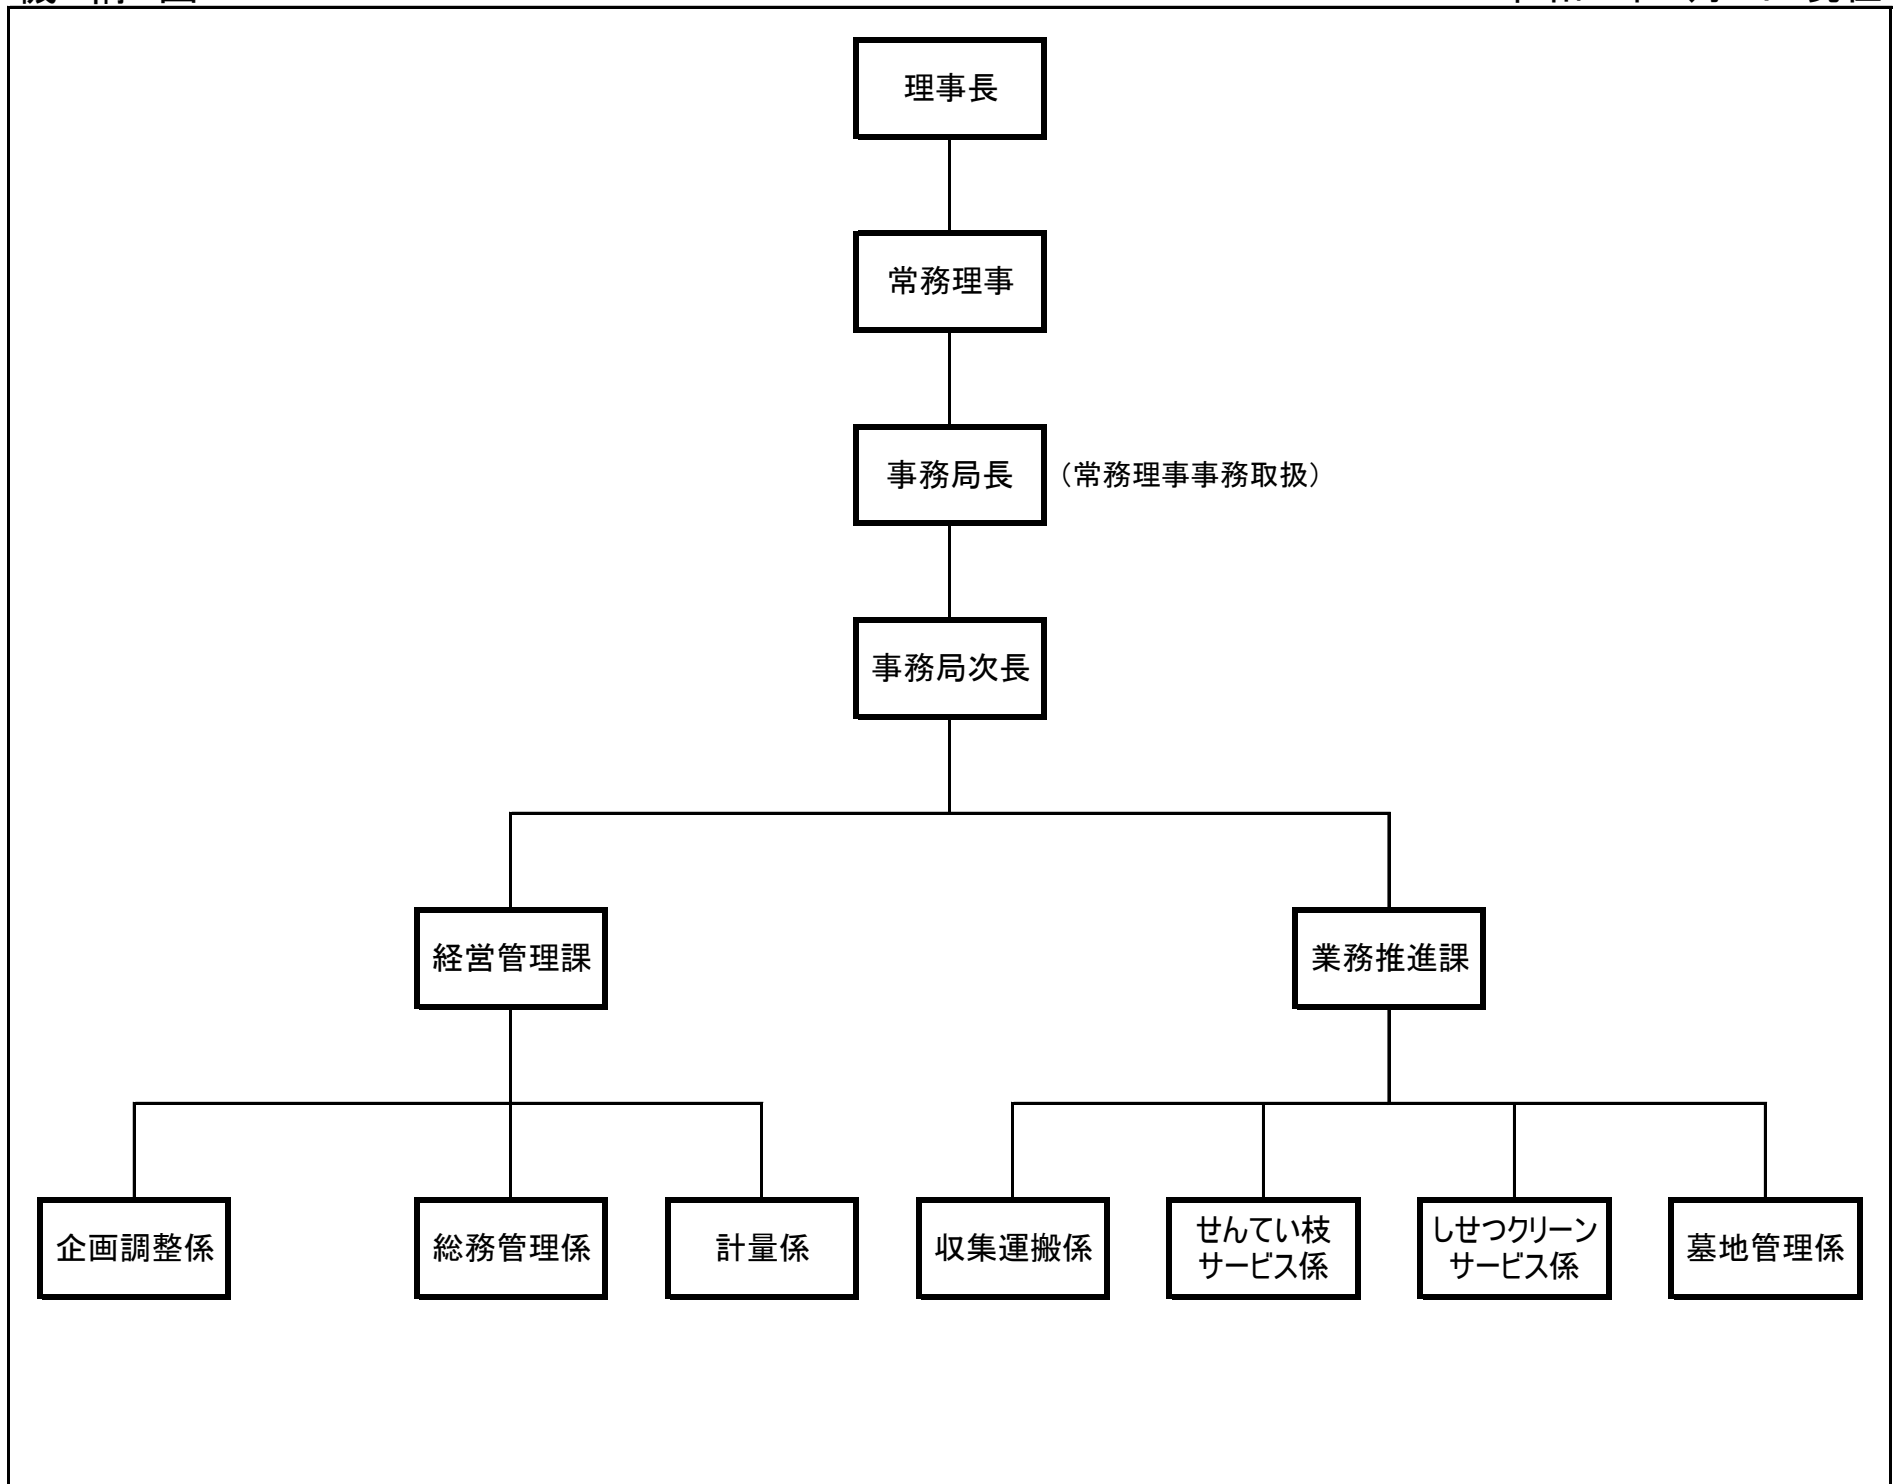 理事長
常務理事
事務局長 （常務理事事務取扱）
事務局次長
経営管理課 業務推進課
企画調整係 総務管理係 計量係 収集運搬係 せんてい枝 しせつクリーン 墓地管理係
サービス係 サービス係